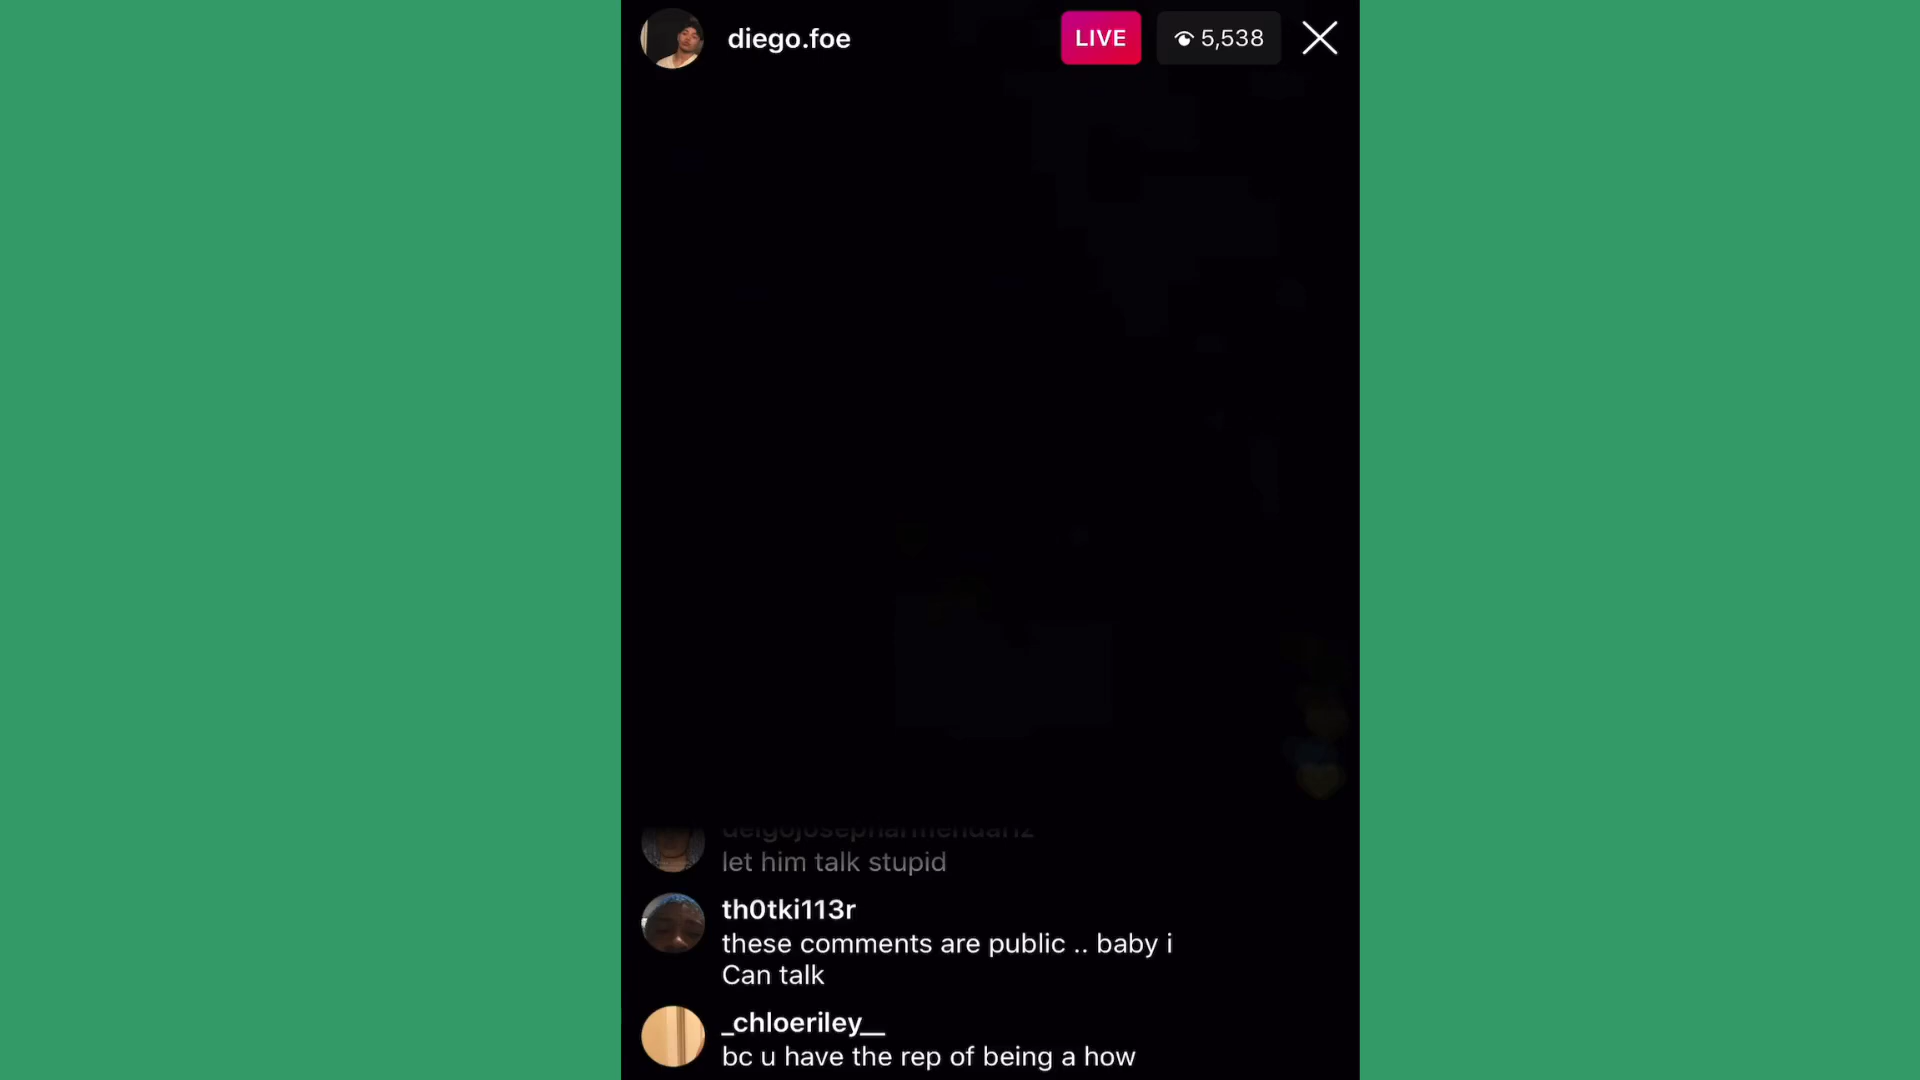 diego.foe LIVE 5,538
let him talk stupid
th0tki113r
these comments are public .. baby i
Can talk
_chloeriley__
bc u have the rep of being a how